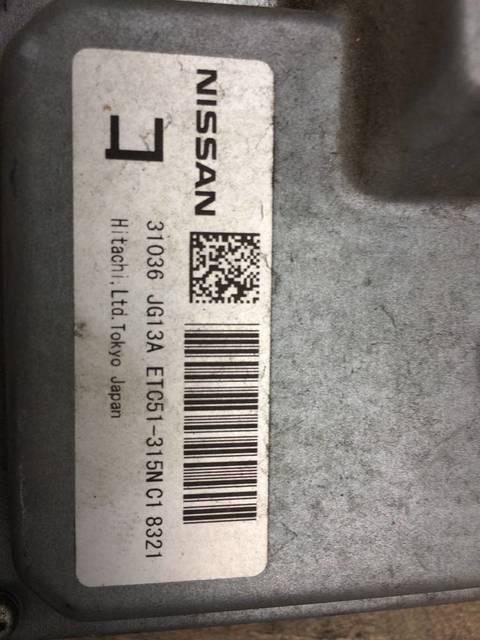 NISSAN
31036 JG13A ETC51-315N C1 8321
Hitachi,Ltd.Tokyo Japan